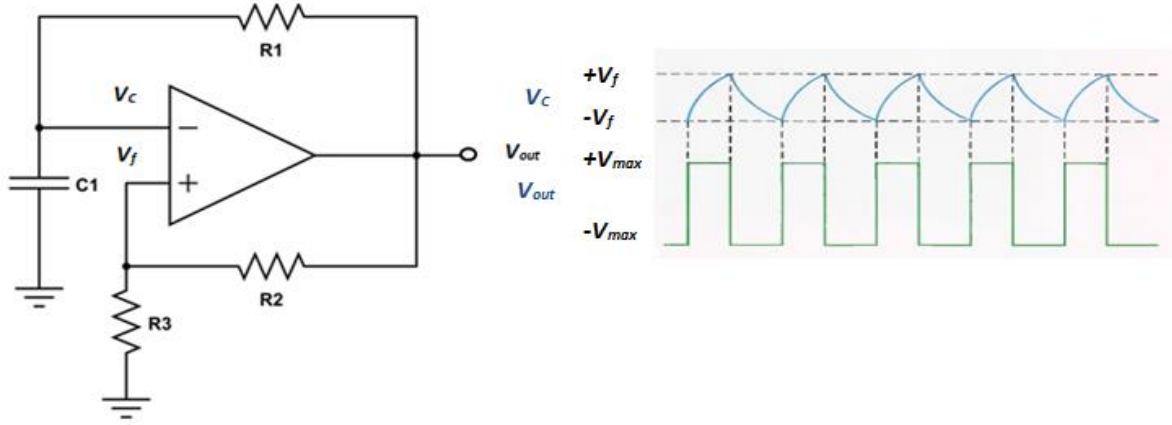 R1
Vc
−
Vf
+
C1
Vout
R2
R3
Vc
+Vf
-Vf
Vout
+Vmax
-Vmax